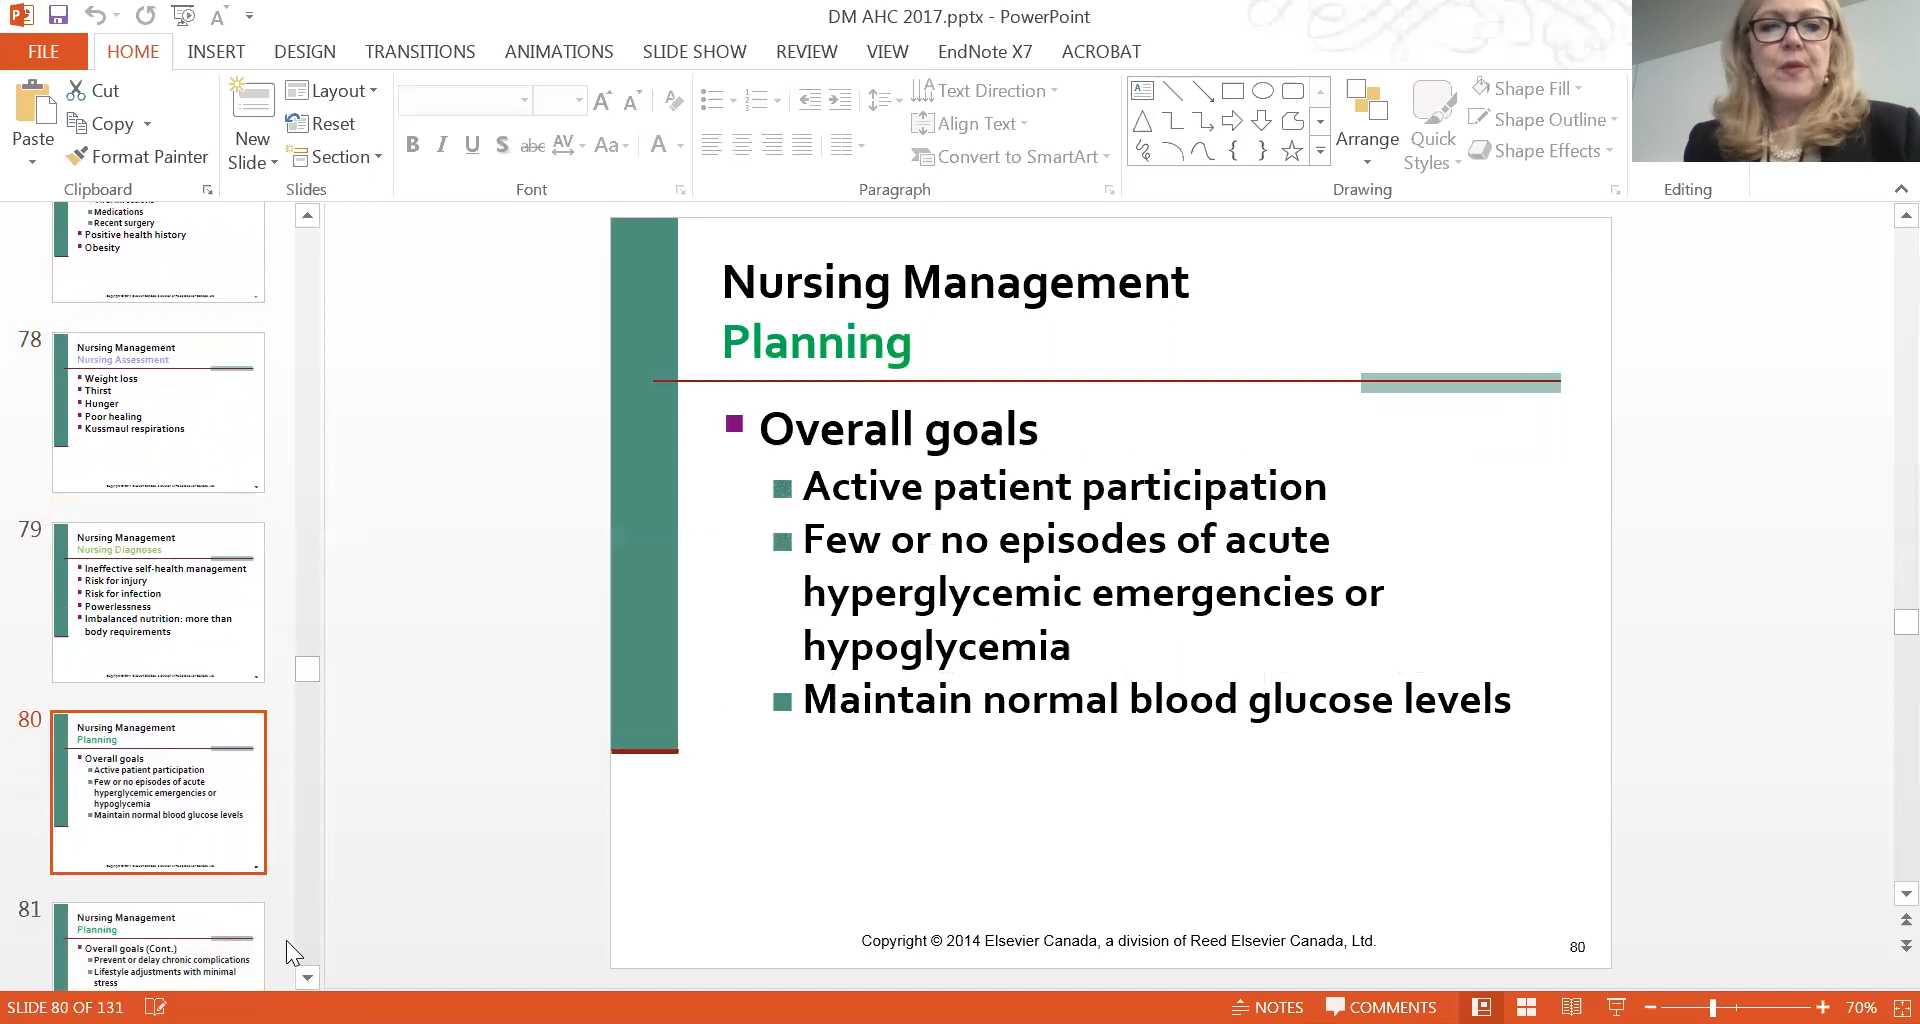 DM AHC 2017.pptx - PowerPoint
FILE HOME INSERT DESIGN TRANSITIONS ANIMATIONS SLIDE SHOW REVIEW VIEW EndNote X7 ACROBAT
Paste
Cut
Copy
Format Painter
Clipboard
New
Slide
Layout
Reset
Section
Slides
B I U S abc AV Aa A
Font
Text Direction
Align Text
Convert to SmartArt
Paragraph
Arrange
Quick
Styles
Shape Fill
Shape Outline
Shape Effects
Drawing
Editing
Medications
Recent surgery
Positive health history
Obesity
78
Nursing Management
Nursing Assessment
Weight loss
Thirst
Hunger
Poor healing
Kussmaul respirations
79
Nursing Management
Nursing Diagnoses
Ineffective self-health management
Risk for injury
Risk for infection
Powerlessness
Imbalanced nutrition: more than
body requirements
80
Nursing Management
Planning
Overall goals
Active patient participation
Few or no episodes of acute
hyperglycemic emergencies or
hypoglycemia
Maintain normal blood glucose levels
81
Nursing Management
Planning
Overall goals (Cont.)
Prevent or delay chronic complications
Lifestyle adjustments with minimal
stress
Nursing Management
Planning
Overall goals
Active patient participation
Few or no episodes of acute
hyperglycemic emergencies or
hypoglycemia
Maintain normal blood glucose levels
Copyright © 2014 Elsevier Canada, a division of Reed Elsevier Canada, Ltd.
80
SLIDE 80 OF 131
NOTES
COMMENTS
70%